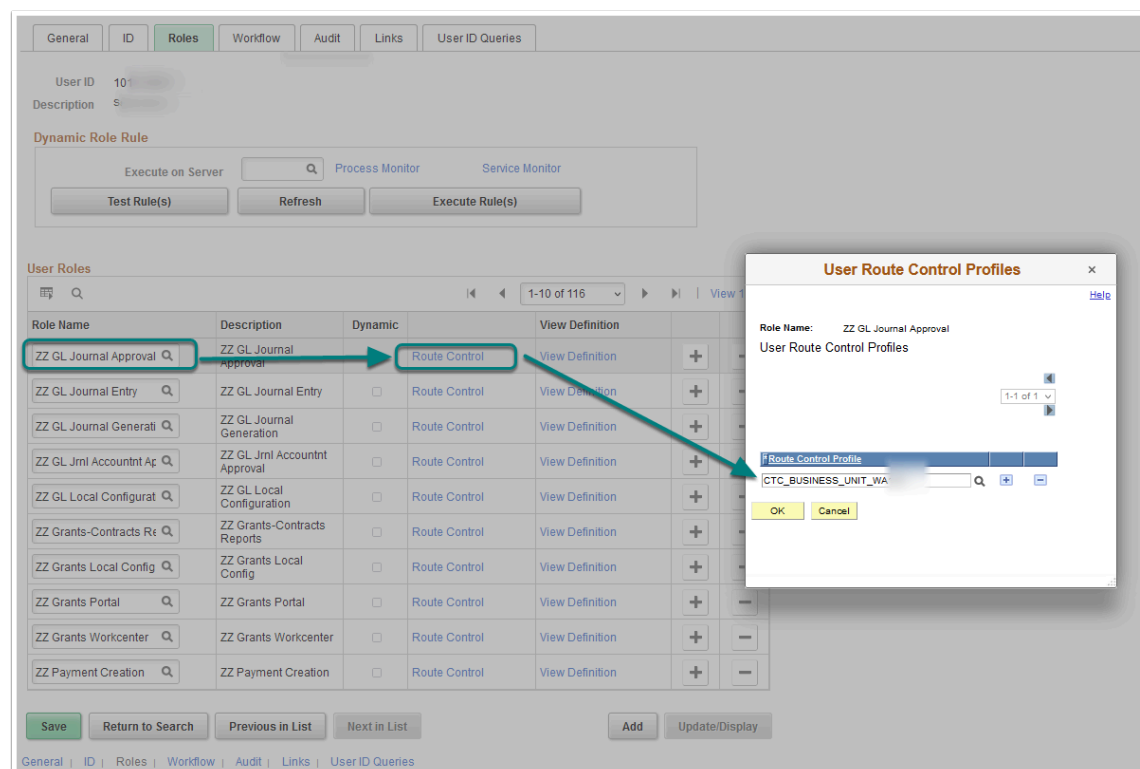 General ID Roles Workflow Audit Links User ID Queries
User ID 101
Description S
Dynamic Role Rule
Execute on Server Process Monitor Service Monitor
Test Rule(s) Refresh Execute Rule(s)
User Roles
1-10 of 116 View 1
Role Name Description Dynamic View Definition
ZZ GL Journal Approval ZZ GL Journal Approval Route Control View Definition
ZZ GL Journal Entry ZZ GL Journal Entry Route Control View Definition
ZZ GL Journal Generati ZZ GL Journal Generation Route Control View Definition
ZZ GL Jrnl Accountnt Ap ZZ GL Jrnl Accountnt Approval Route Control View Definition
ZZ GL Local Configurat ZZ GL Local Configuration Route Control View Definition
ZZ Grants-Contracts Re ZZ Grants-Contracts Reports Route Control View Definition
ZZ Grants Local Config ZZ Grants Local Config Route Control View Definition
ZZ Grants Portal ZZ Grants Portal Route Control View Definition
ZZ Grants Workcenter ZZ Grants Workcenter Route Control View Definition
ZZ Payment Creation ZZ Payment Creation Route Control View Definition
Save Return to Search Previous in List Next in List Add Update/Display
General | ID | Roles | Workflow | Audit | Links | User ID Queries
User Route Control Profiles ×
Help
Role Name: ZZ GL Journal Approval
User Route Control Profiles
1-1 of 1
*Route Control Profile
CTC_BUSINESS_UNIT_WA
OK Cancel